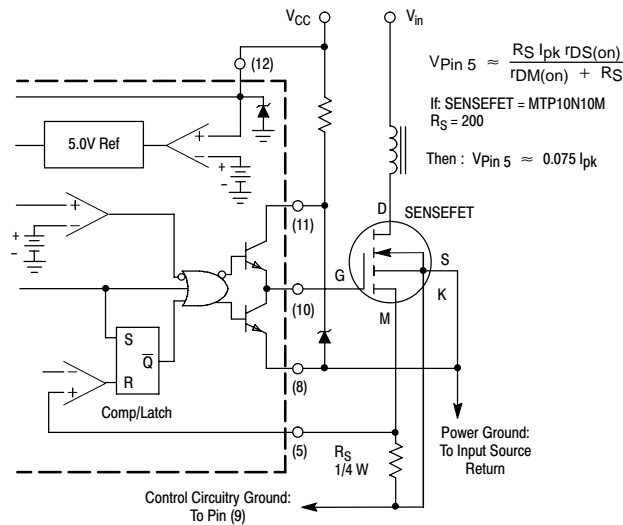 VCC
Vin
(12)
VPin 5 ≈ RS Ipk rDS(on)
rDM(on) + RS
If: SENSEFET = MTP10N10M
RS = 200
Then : VPin 5 ≈ 0.075 Ipk
5.0V Ref
+
−
+
−
(11)
D
SENSEFET
+
−
+
−
G
S
K
M
(10)
S
Q
R
−
+
Comp/Latch
(8)
(5)
RS
1/4 W
Power Ground:
To Input Source
Return
Control Circuitry Ground:
To Pin (9)